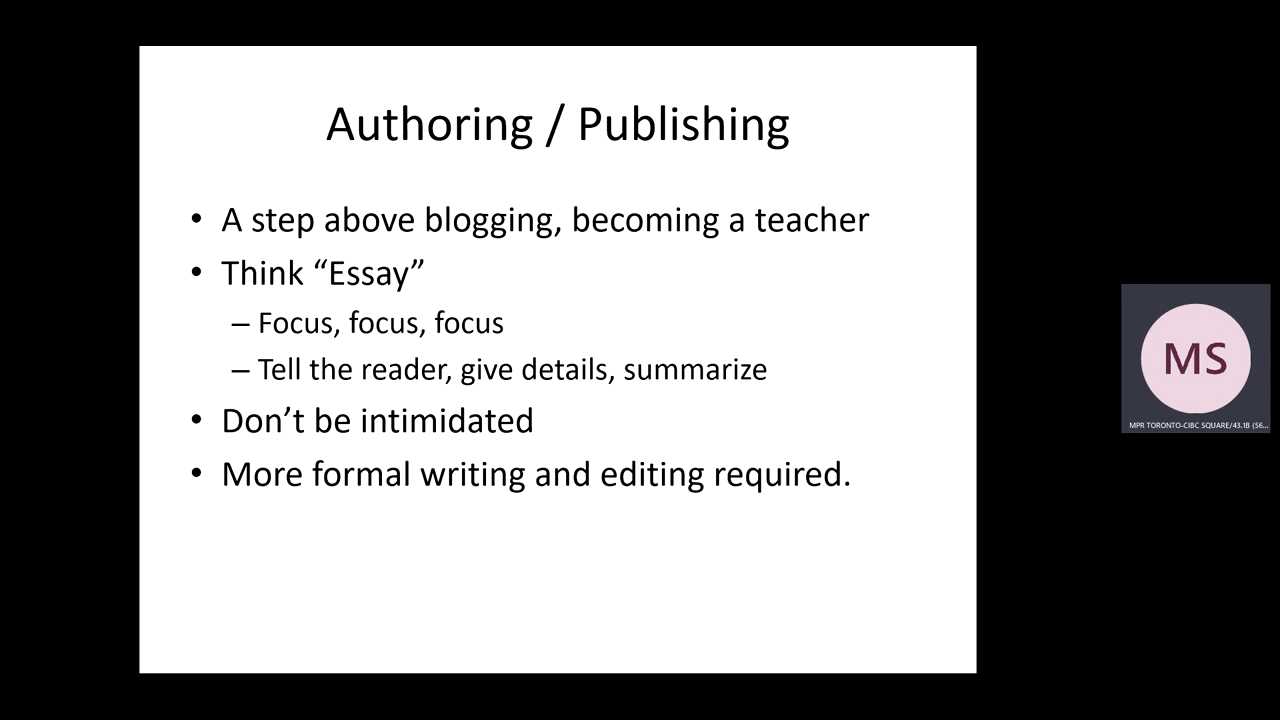 Authoring / Publishing
• A step above blogging, becoming a teacher
• Think “Essay”
– Focus, focus, focus
– Tell the reader, give details, summarize
• Don’t be intimidated
• More formal writing and editing required.
MS
MPR TORONTO-CIBC SQUARE/43.1B (56...